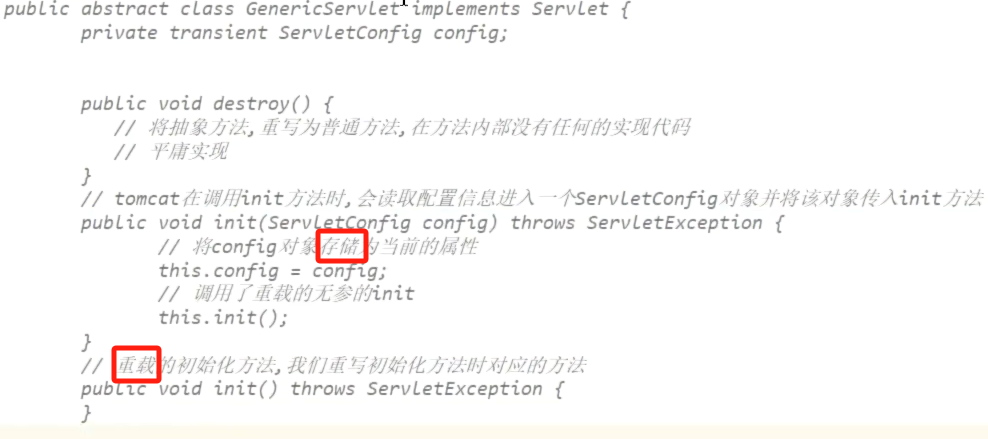 public abstract class GenericServlet implements Servlet {
private transient ServletConfig config;
public void destroy() {
// 将抽象方法,重写为普通方法,在方法内部没有任何的实现代码
// 平庸实现
}
// tomcat在调用init方法时,会读取配置信息进入一个ServletConfig对象并将该对象传入init方法
public void init(ServletConfig config) throws ServletException {
// 将config对象存储为当前的属性
this.config = config;
// 调用了重载的无参的init
this.init();
}
// 重载的初始化方法,我们重写初始化方法时对应的方法
public void init() throws ServletException {
}